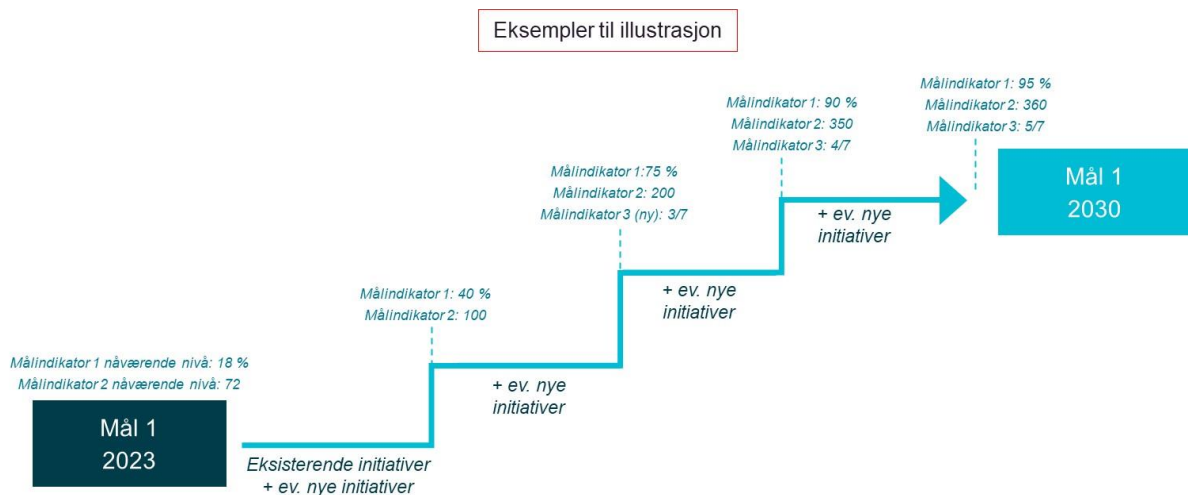 Eksempler til illustrasjon
Målindikator 1: 95 %
Målindikator 2: 360
Målindikator 3: 5/7
Mål 1
2030
Målindikator 1: 90 %
Målindikator 2: 350
Målindikator 3: 4/7
+ ev. nye
initiativer
Målindikator 1:75 %
Målindikator 2: 200
Målindikator 3 (ny): 3/7
+ ev. nye
initiativer
Målindikator 1: 40 %
Målindikator 2: 100
+ ev. nye
initiativer
Målindikator 1 nåværende nivå: 18 %
Målindikator 2 nåværende nivå: 72
Mål 1
2023
Eksisterende initiativer
+ ev. nye initiativer